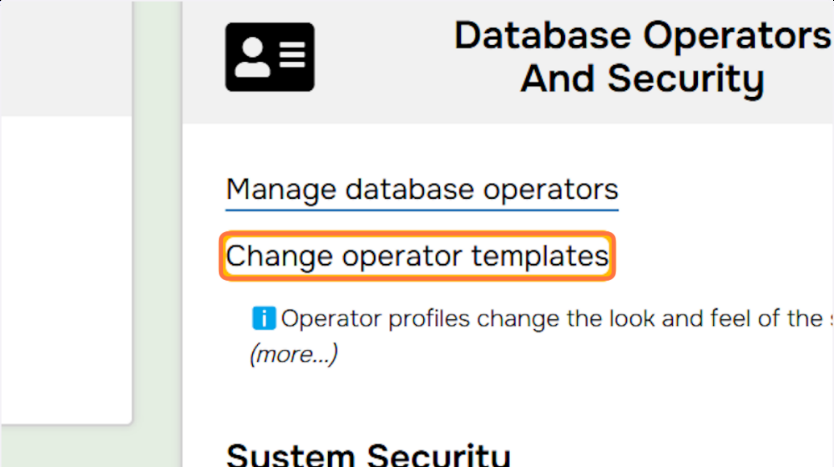 Database Operators
And Security
Manage database operators
Change operator templates
i Operator profiles change the look and feel of the
(more...)
System Security